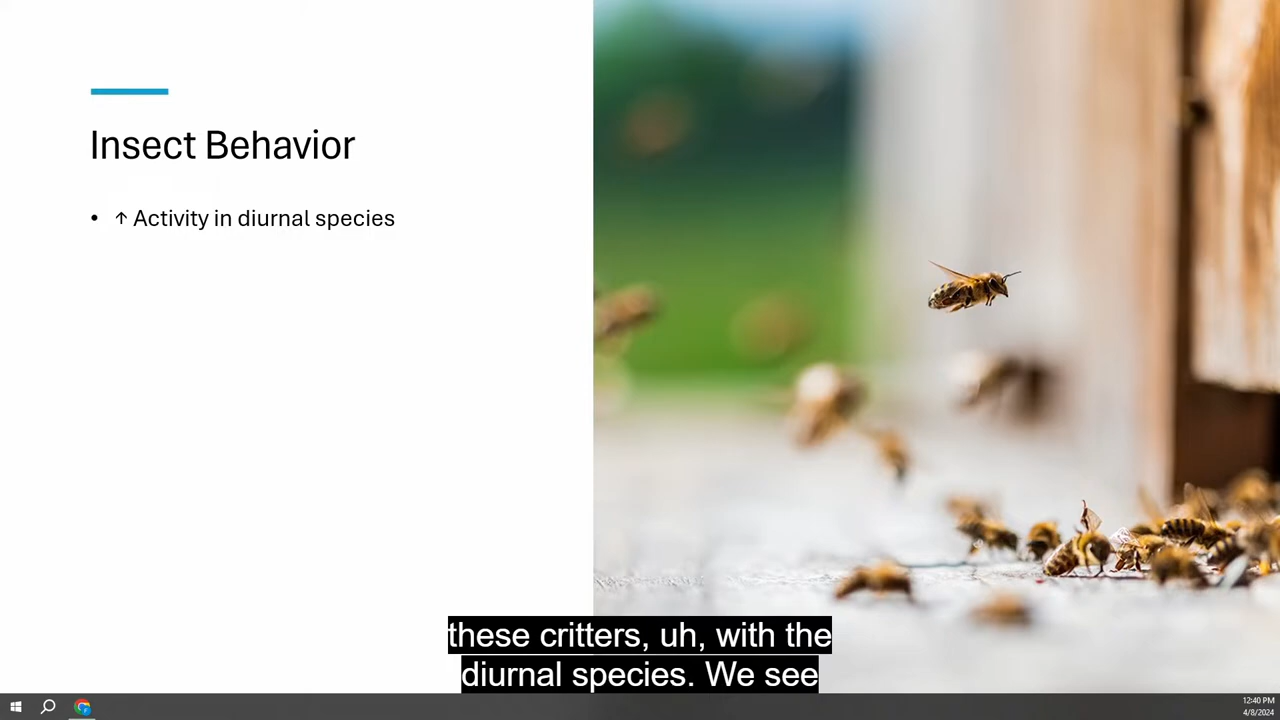 Insect Behavior
• ↑ Activity in diurnal species
these critters, uh, with the
diurnal species. We see
12:40 PM
4/8/2024